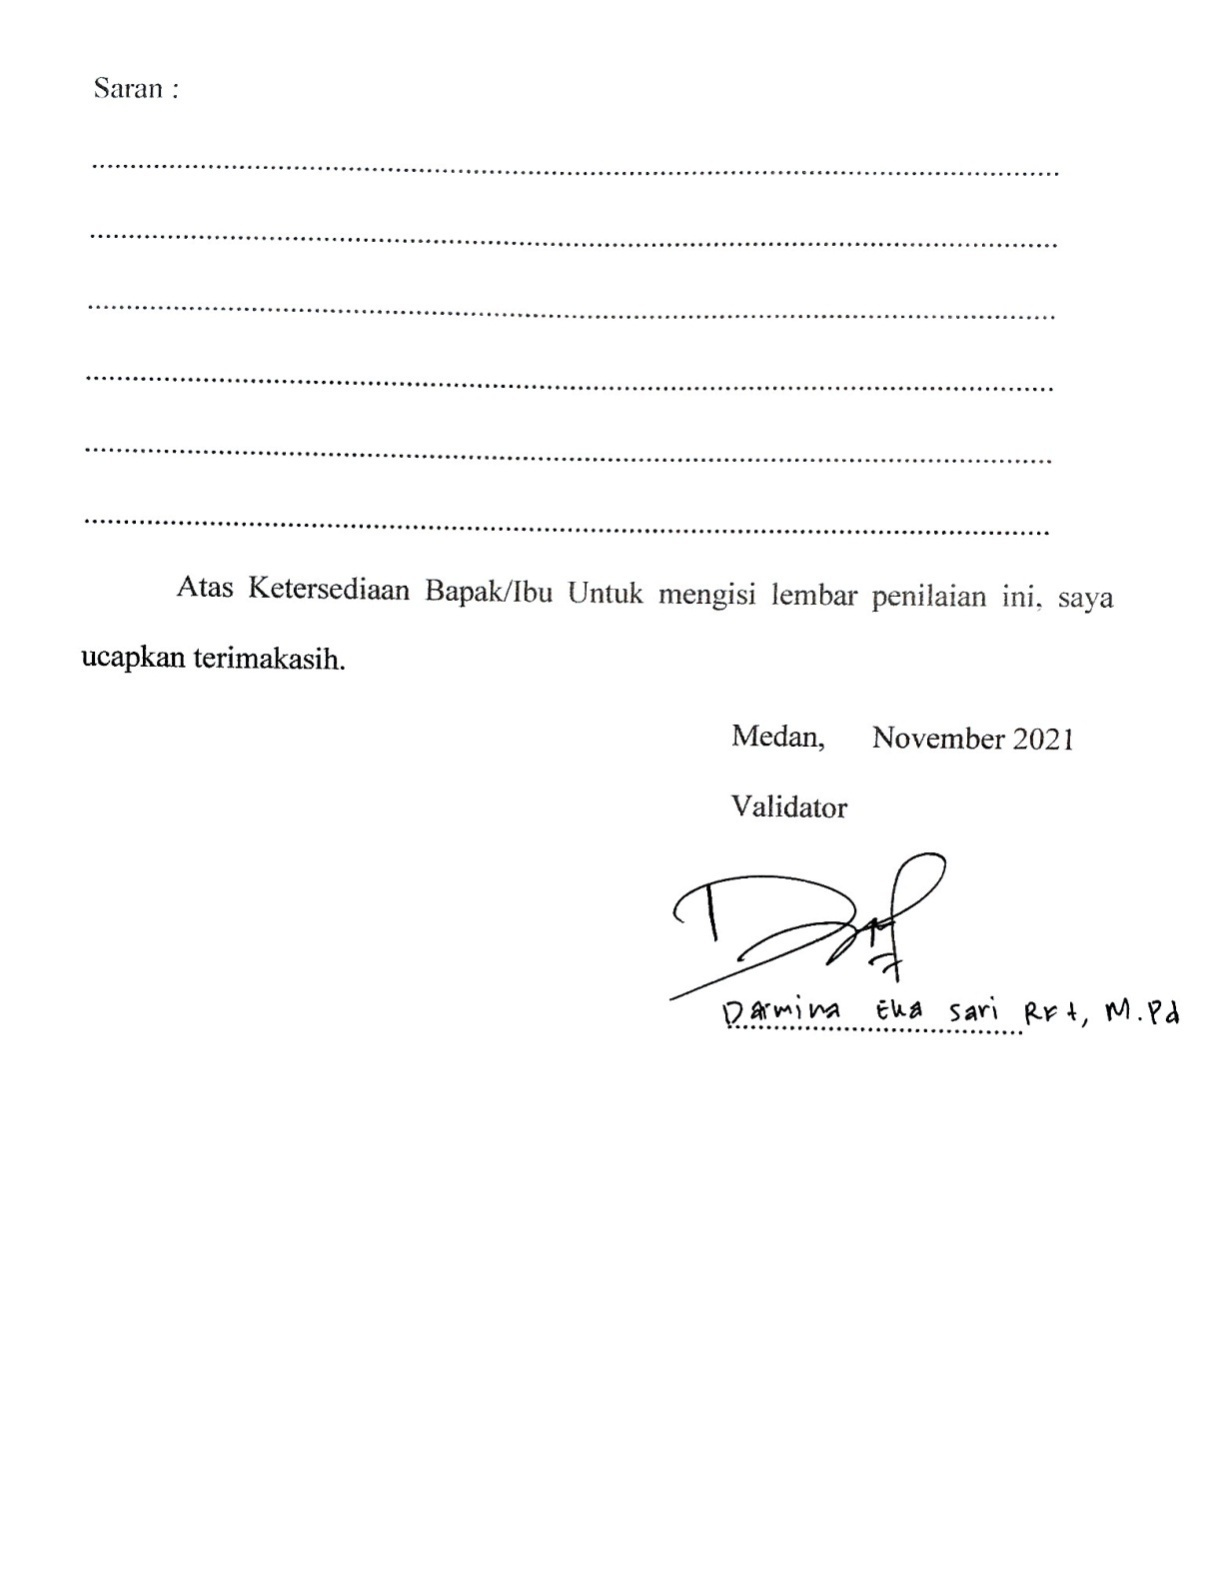 Saran :
................................................................................
................................................................................
................................................................................
................................................................................
................................................................................
................................................................................
Atas Ketersediaan Bapak/Ibu Untuk mengisi lembar penilaian ini, saya
ucapkan terimakasih.
Medan, November 2021
Validator
Darmina Eka Sari RFt, M.Pd